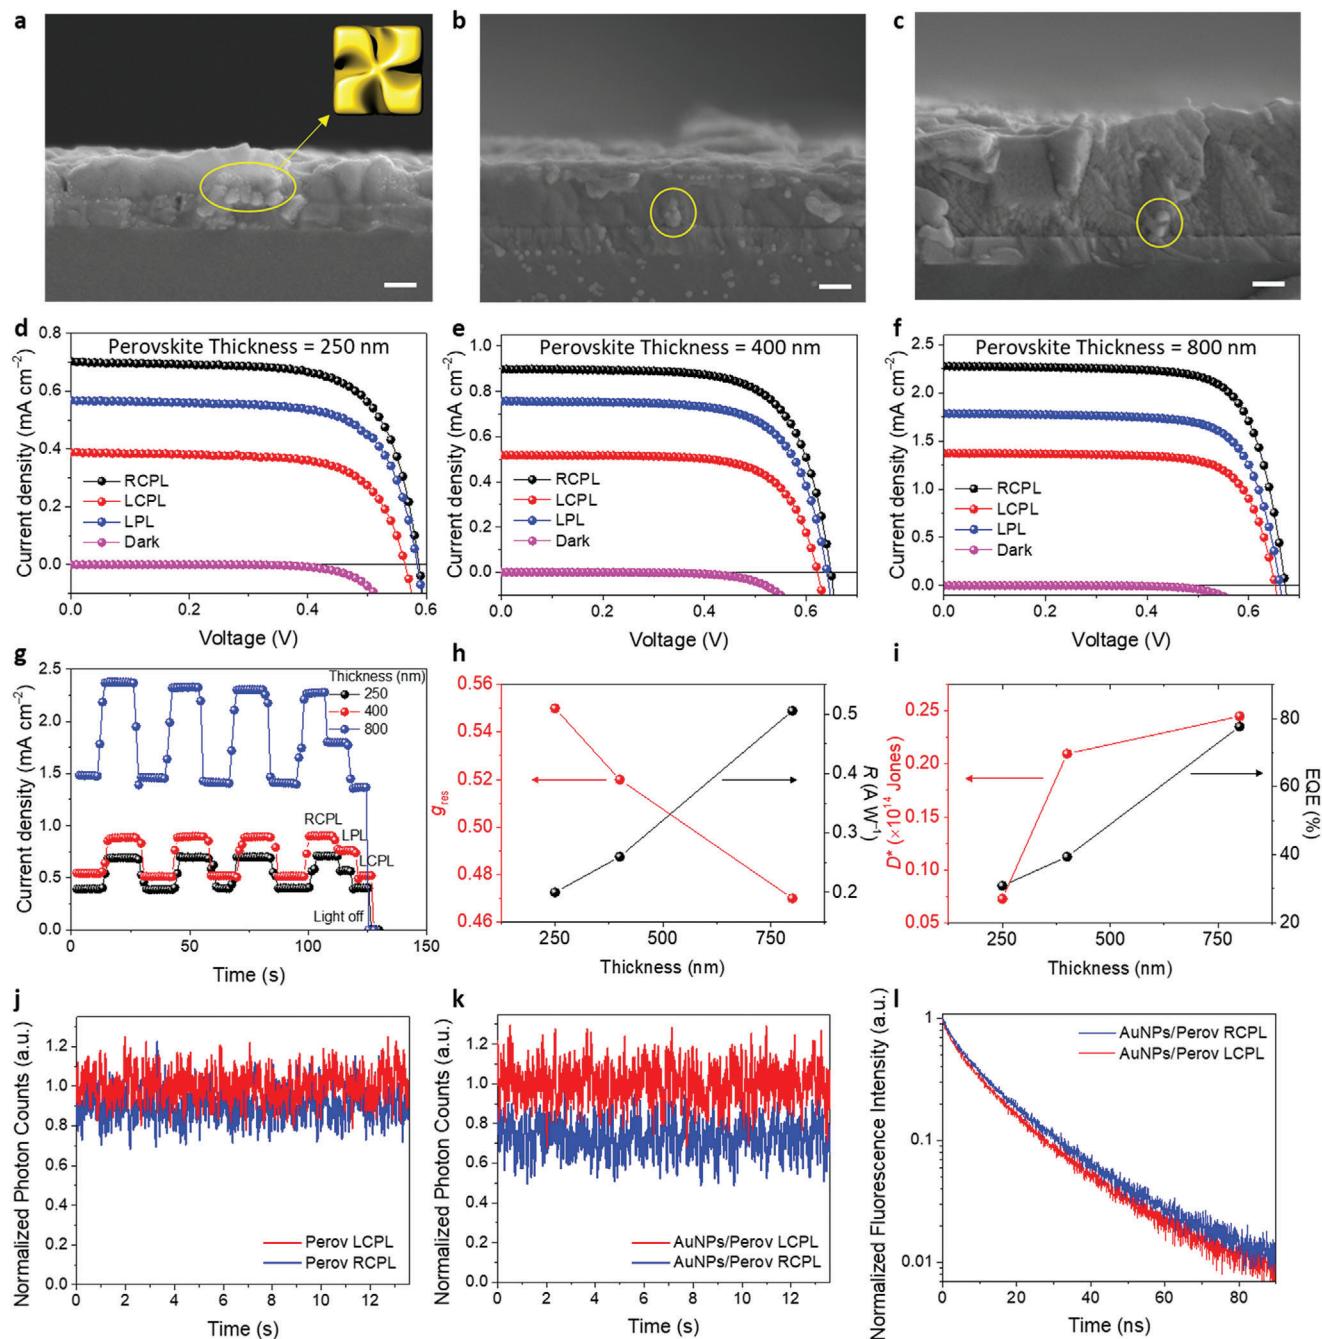 a
b
c
d
Perovskite Thickness = 250 nm
Current density (mA cm⁻²)
0.8
0.6
0.4
0.2
0.0
RCPL
LCPL
LPL
Dark
0.0 0.2 0.4 0.6
Voltage (V)
e
Perovskite Thickness = 400 nm
Current density (mA cm⁻²)
1.0
0.8
0.6
0.4
0.2
0.0
RCPL
LCPL
LPL
Dark
0.0 0.2 0.4 0.6
Voltage (V)
f
Perovskite Thickness = 800 nm
Current density (mA cm⁻²)
2.5
2.0
1.5
1.0
0.5
0.0
RCPL
LCPL
LPL
Dark
0.0 0.2 0.4 0.6
Voltage (V)
g
Current density (mA cm⁻²)
2.5
2.0
1.5
1.0
0.5
0.0
Thickness (nm)
250
400
800
RCPL
LPL
LCPL
Light off
0 50 100 150
Time (s)
h
g_res
0.56
0.54
0.52
0.50
0.48
0.46
R (A W⁻¹)
0.5
0.4
0.3
0.2
250 500 750
Thickness (nm)
i
D* (×10¹⁴ Jones)
0.25
0.20
0.15
0.10
0.05
EQE (%)
80
60
40
20
250 500 750
Thickness (nm)
j
Normalized Photon Counts (a.u.)
1.2
1.0
0.8
0.6
0.4
0.2
0.0
Perov LCPL
Perov RCPL
0 2 4 6 8 10 12
Time (s)
k
Normalized Photon Counts (a.u.)
1.2
1.0
0.8
0.6
0.4
0.2
0.0
AuNPs/Perov LCPL
AuNPs/Perov RCPL
0 2 4 6 8 10 12
Time (s)
l
Normalized Fluorescence Intensity (a.u.)
1
0.1
0.01
AuNPs/Perov RCPL
AuNPs/Perov LCPL
0 20 40 60 80
Time (ns)